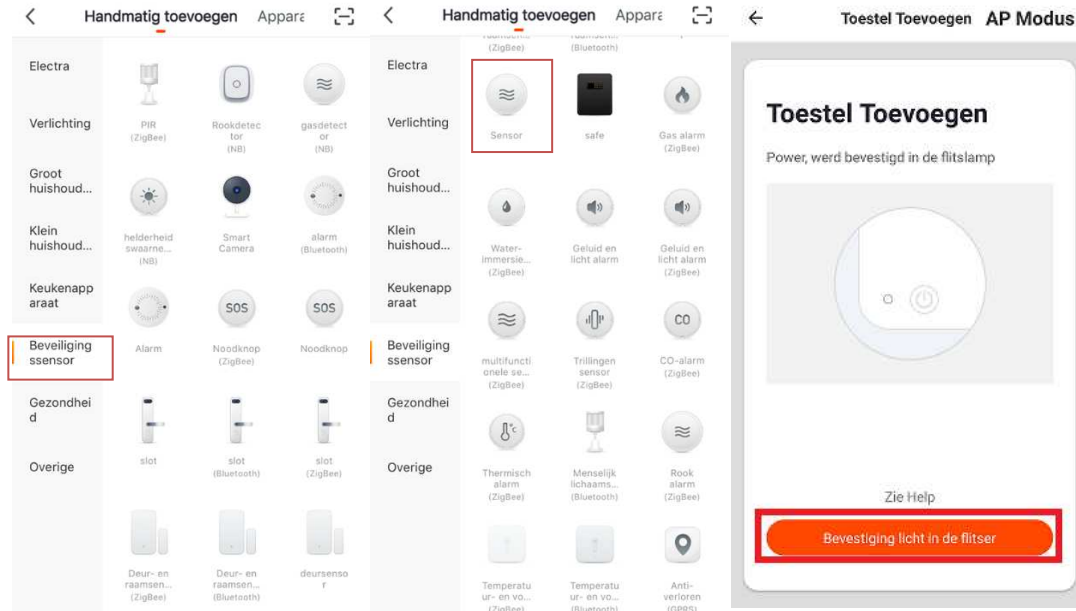 Handmatig toevoegen Appara
Electra
Verlichting
Groot
huishoud...
Klein
huishoud...
Keukenapp
araat
Beveiliging
ssensor
Gezondhei
d
Overige
PIR
(ZigBee)
Rookdetec
tor
(NB)
gasdetect
or
(NB)
helderheid
swaarne...
(NB)
Smart
Camera
alarm
(Bluetooth)
Alarm
SOS
Noodknop
(ZigBee)
SOS
Noodknop
slot
slot
(Bluetooth)
slot
(ZigBee)
Deur- en
raamsen...
(ZigBee)
Deur- en
raamsen...
(Bluetooth)
deursenso
r
Handmatig toevoegen Appara
Electra
Verlichting
Groot
huishoud...
Klein
huishoud...
Keukenapp
araat
Beveiliging
ssensor
Gezondhei
d
Overige
(ZigBee)
(Bluetooth)
Sensor
safe
Gas alarm
(ZigBee)
Water-
immersie...
(ZigBee)
Geluid en
licht alarm
Geluid en
licht alarm
(ZigBee)
multifuncti
onele se...
(ZigBee)
Trillingen
sensor
(ZigBee)
CO
CO-alarm
(ZigBee)
°c
Thermisch
alarm
(ZigBee)
Menselijk
lichaams...
(Bluetooth)
Rook
alarm
(ZigBee)
Temperatu
ur- en vo...
(ZigBee)
Temperatu
ur- en vo...
(Bluetooth)
Anti-
verloren
(GPRS)
Toestel Toevoegen AP Modus
Toestel Toevoegen
Power, werd bevestigd in de flitslamp
Zie Help
Bevestiging licht in de flitser